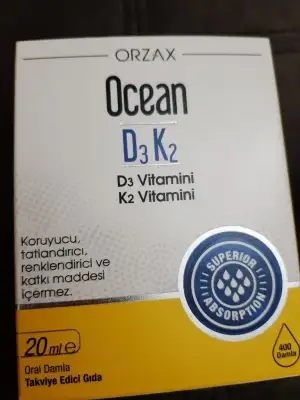 ORZAX
Ocean
D3 K2
D3 Vitamini
K2 Vitamini
Koruyucu,
tatlandırıcı,
renklendirici ve
katkı maddesi
içermez.
SUPERIOR
ABSORPTION
20 ml e
Oral Damla
Takviye Edici Gıda
400
Damla